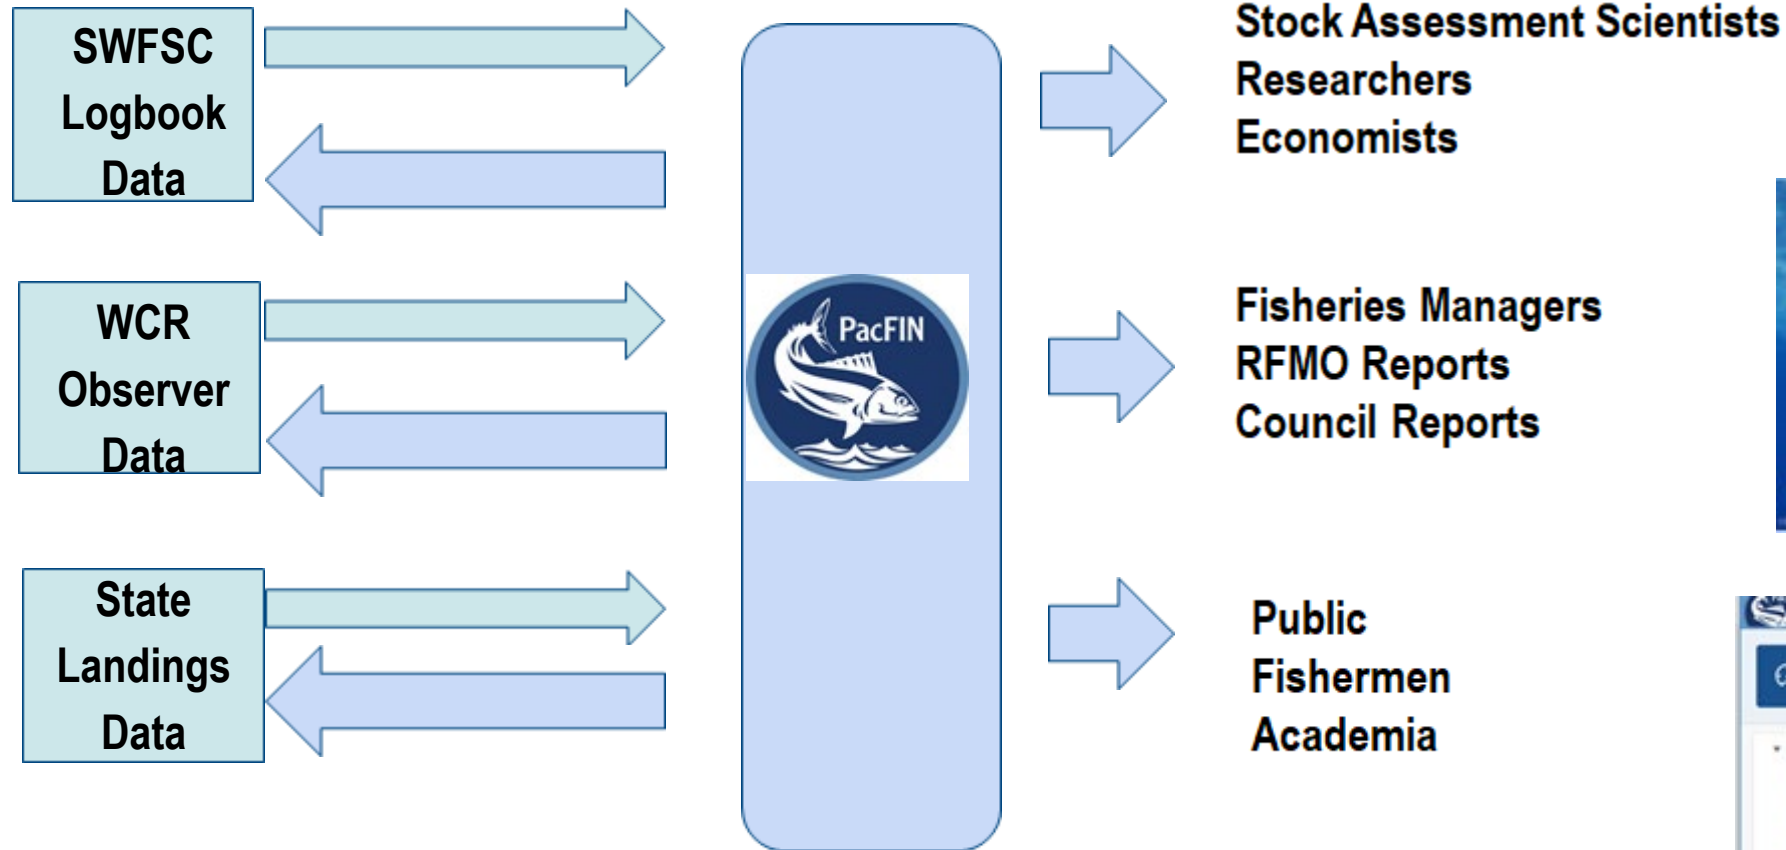 SWFSC
Logbook
Data
WCR
Observer
Data
State
Landings
Data
PacFIN
Stock Assessment Scientists
Researchers
Economists
Fisheries Managers
RFMO Reports
Council Reports
Public
Fishermen
Academia